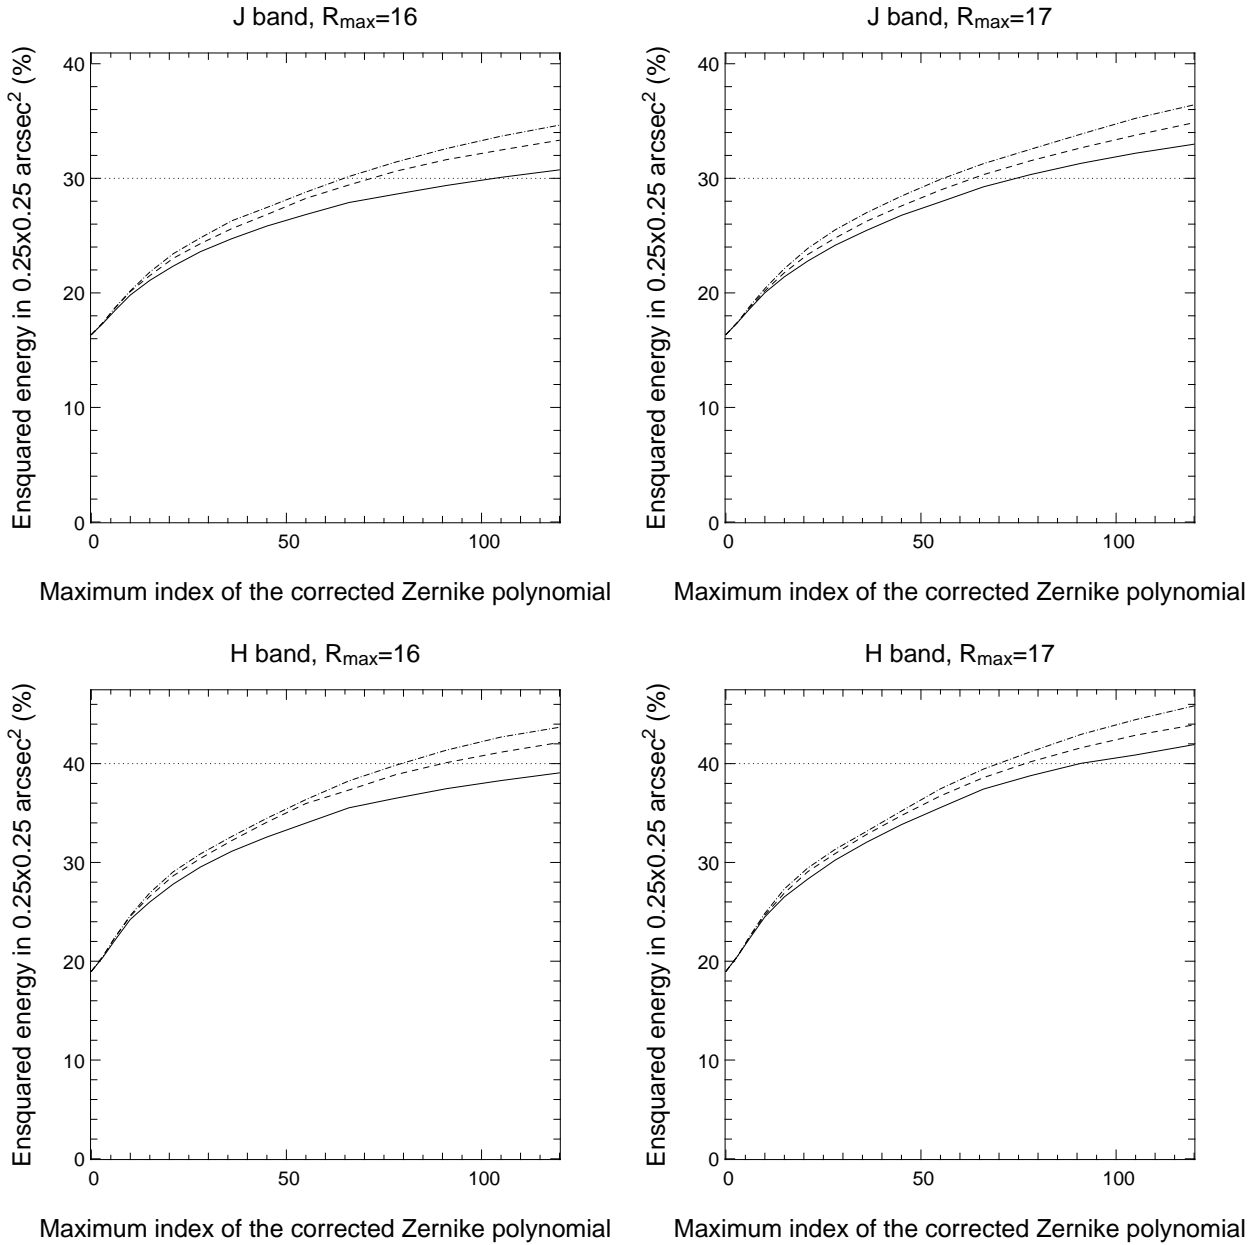 J band, Rmax=16
Ensquared energy in 0.25x0.25 arcsec² (%)
40
30
20
10
0
0 50 100
Maximum index of the corrected Zernike polynomial
J band, Rmax=17
Ensquared energy in 0.25x0.25 arcsec² (%)
40
30
20
10
0
0 50 100
Maximum index of the corrected Zernike polynomial
H band, Rmax=16
Ensquared energy in 0.25x0.25 arcsec² (%)
40
30
20
10
0
0 50 100
Maximum index of the corrected Zernike polynomial
H band, Rmax=17
Ensquared energy in 0.25x0.25 arcsec² (%)
40
30
20
10
0
0 50 100
Maximum index of the corrected Zernike polynomial